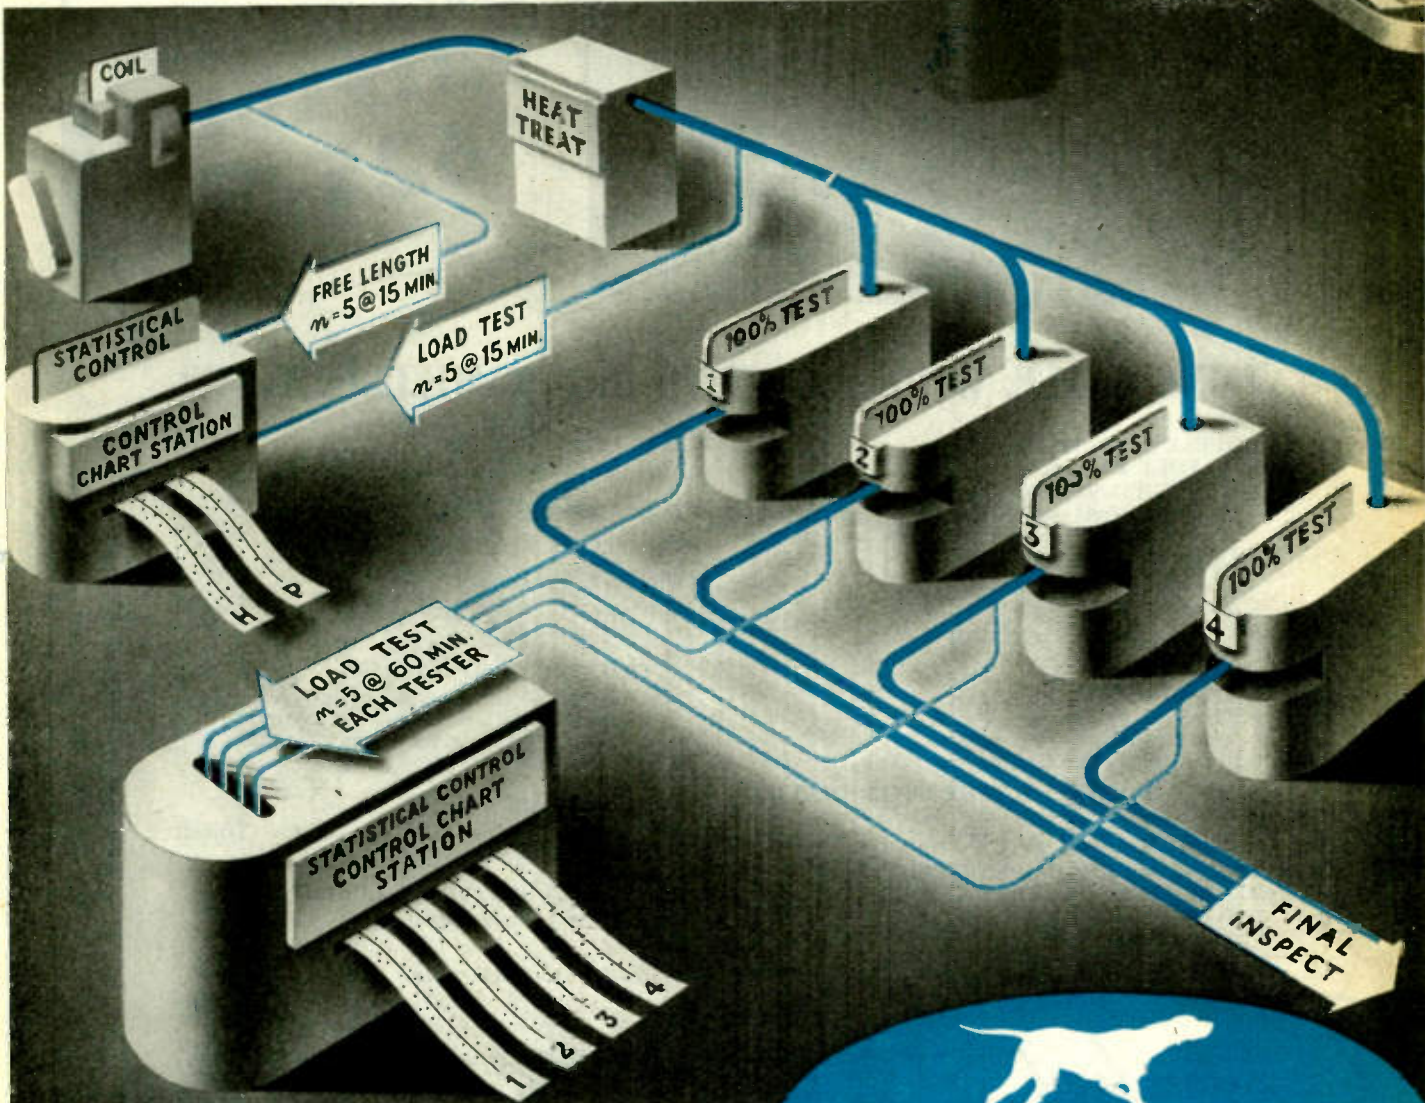 COIL
HEAT
TREAT
FREE LENGTH
n=5@15 MIN.
LOAD TEST
n=5@15 MIN.
STATISTICAL
CONTROL
CONTROL
CHART STATION
H
P
1
100% TEST
2
100% TEST
3
100% TEST
4
100% TEST
LOAD TEST
n=5@60 MIN.
EACH TESTER
STATISTICAL CONTROL
CONTROL CHART
STATION
1
2
3
4
FINAL
INSPECT